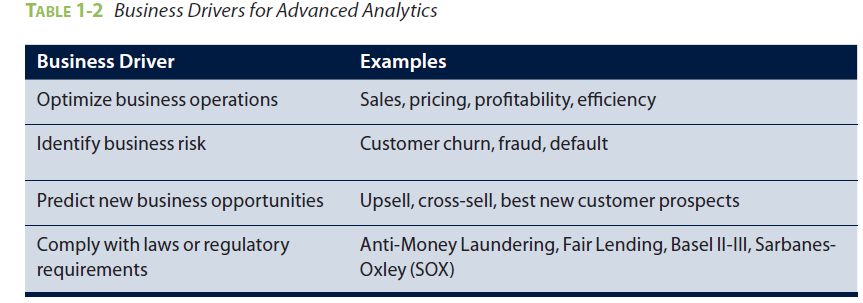 TABLE 1-2 Business Drivers for Advanced Analytics
Business Driver Examples
Optimize business operations Sales, pricing, profitability, efficiency
Identify business risk Customer churn, fraud, default
Predict new business opportunities Upsell, cross-sell, best new customer prospects
Comply with laws or regulatory Anti-Money Laundering, Fair Lending, Basel II-III, Sarbanes-
requirements Oxley (SOX)